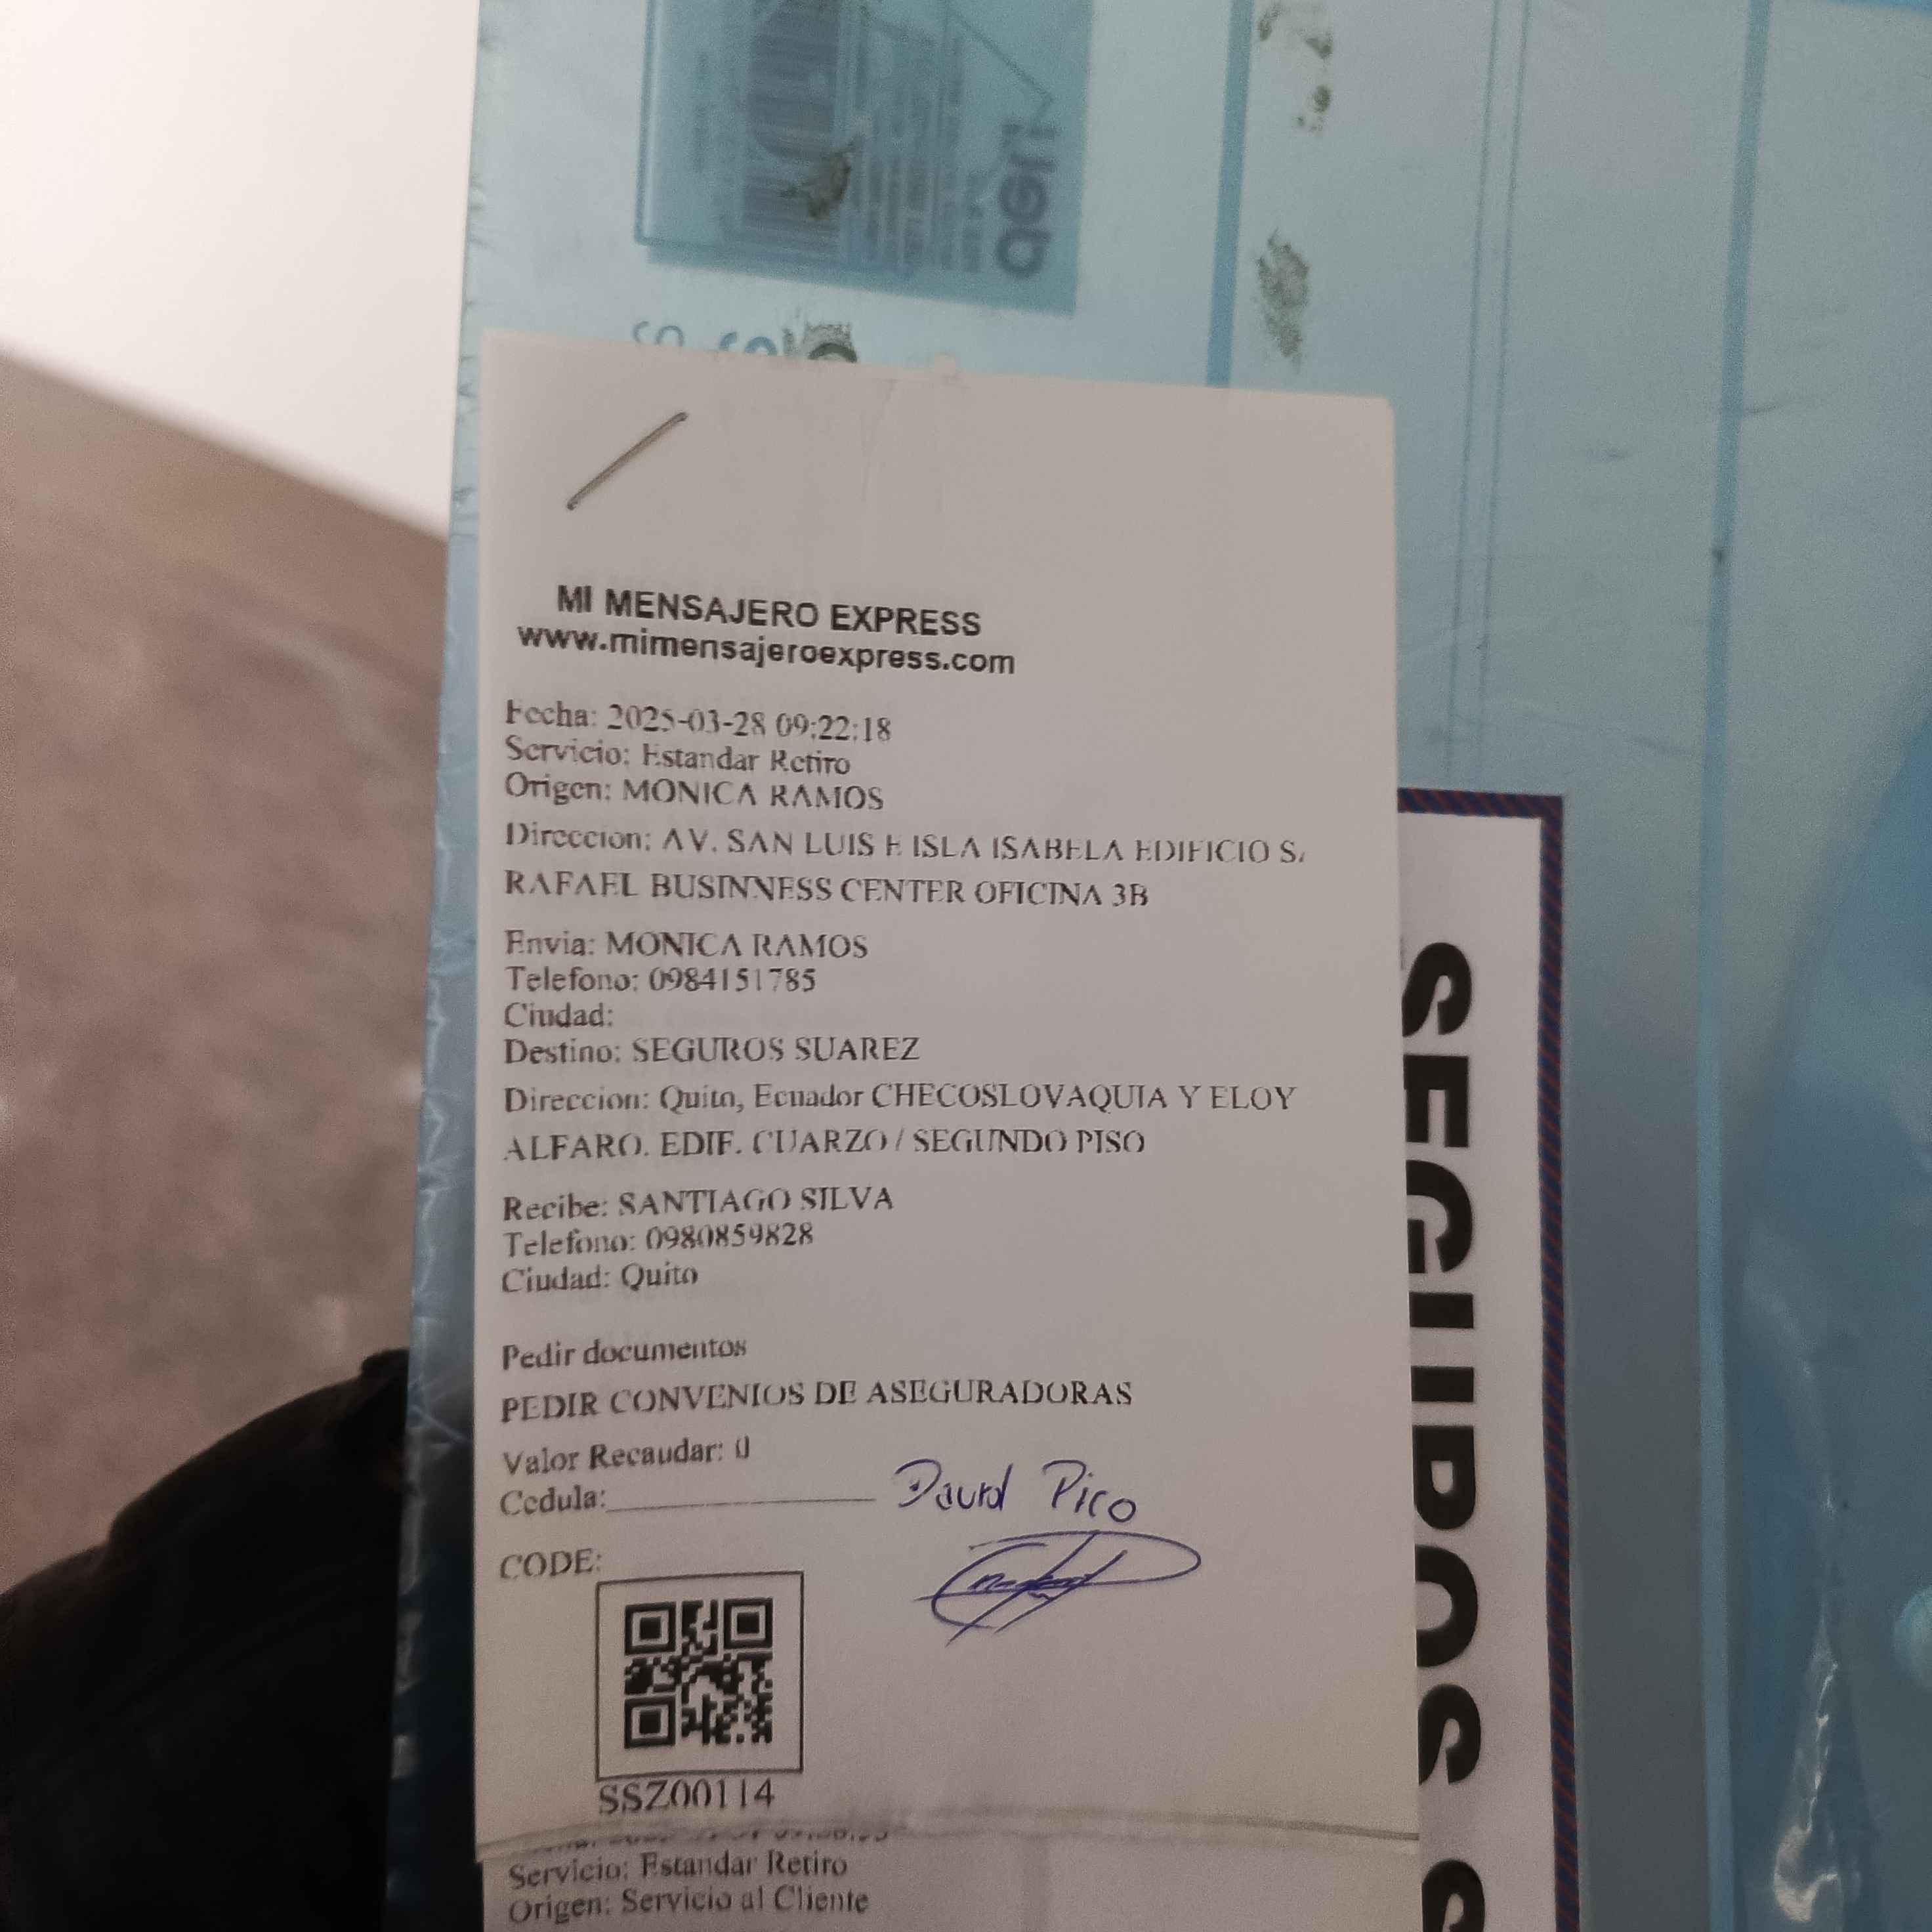 MI MENSAJERO EXPRESS
www.mimensajeroexpress.com
Fecha: 2025-03-28 09:22:18
Servicio: Estandar Retiro
Origen: MONICA RAMOS
Direccion: AV. SAN LUIS E ISLA ISABELA EDIFICIO
RAFAEL BUSINNESS CENTER OFICINA 3B
Envia: MONICA RAMOS
Telefono: 0984151785
Ciudad:
Destino: SEGUROS SUAREZ
Direccion: Quito, Ecuador CHECOSLOVAQUIA Y ELOY
ALFARO. EDIF. CUARZO / SEGUNDO PISO
Recibe: SANTIAGO SILVA
Telefono: 0980859828
Ciudad: Quito
Pedir documentos
PEDIR CONVENIOS DE ASEGURADORAS
Valor Recaudar: 0
Cedula:
David Pico
CODE:
SSZ00114
Servicio: Estandar Retiro
Origen: Servicio al Cliente
SEGUROS